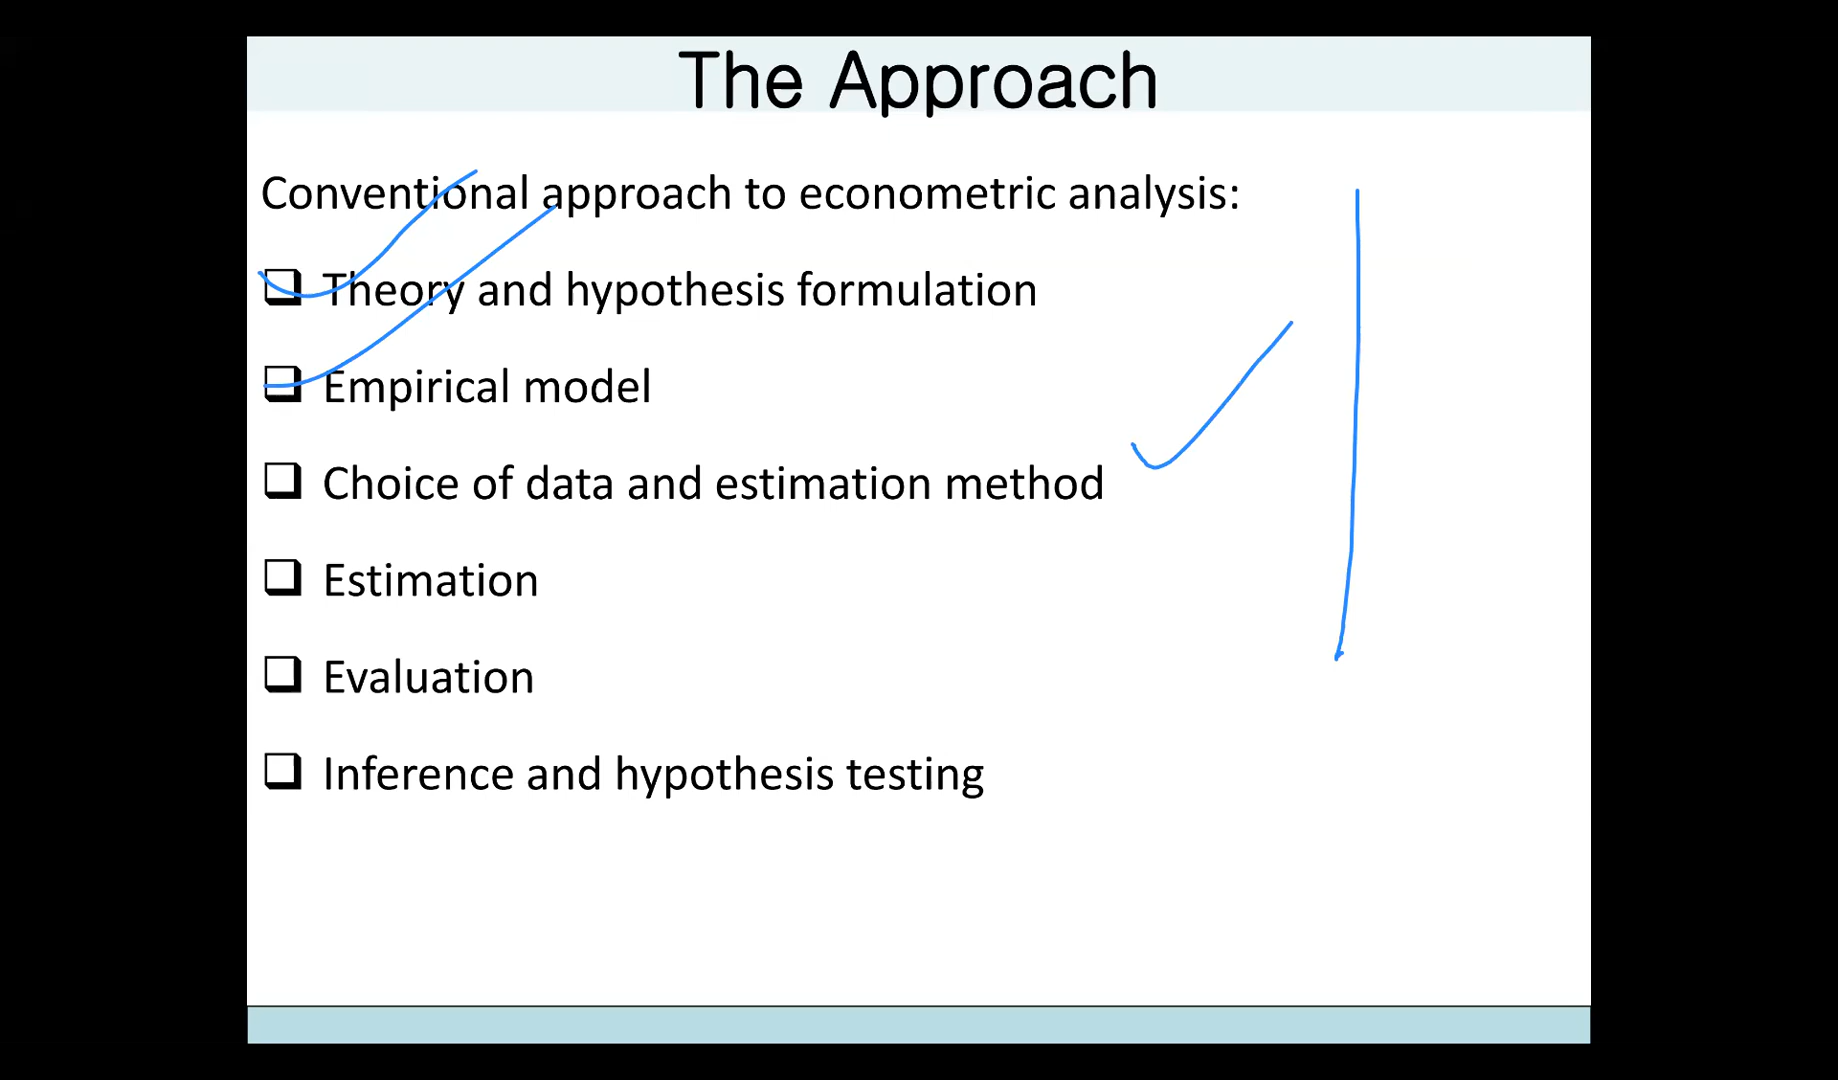 The Approach
Conventional approach to econometric analysis:
Theory and hypothesis formulation
Empirical model
Choice of data and estimation method
Estimation
Evaluation
Inference and hypothesis testing